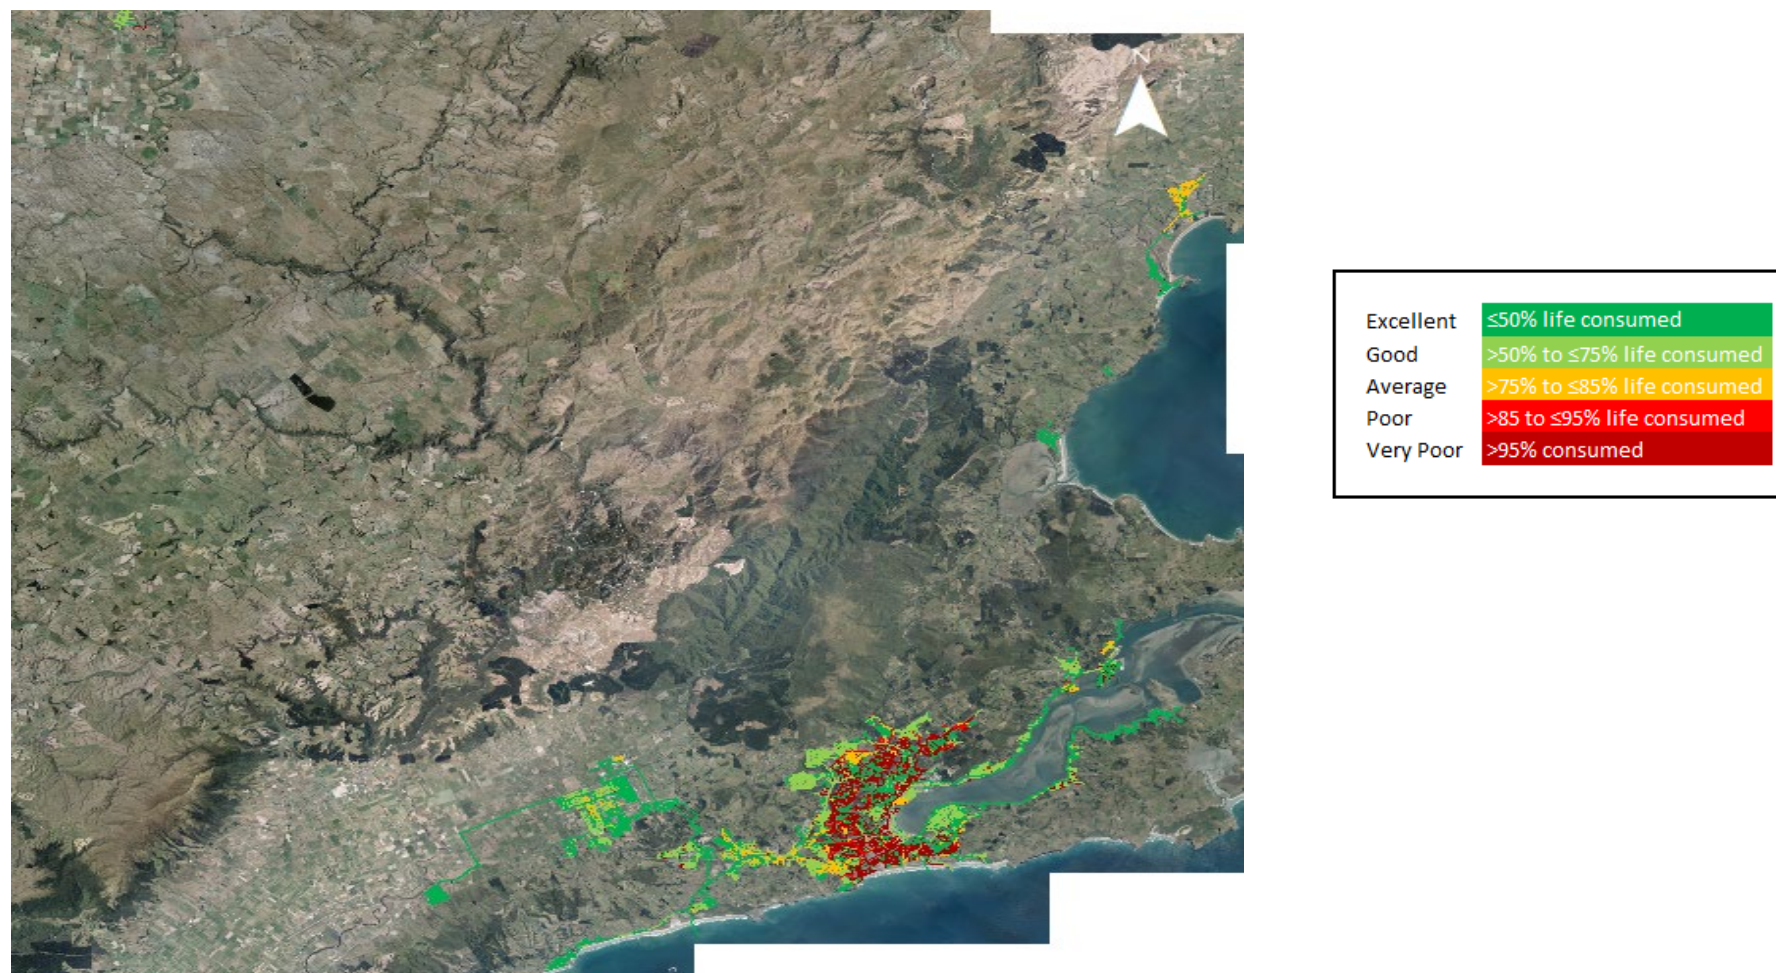 N
Excellent ≤50% life consumed
Good >50% to ≤75% life consumed
Average >75% to ≤85% life consumed
Poor >85 to ≤95% life consumed
Very Poor >95% consumed